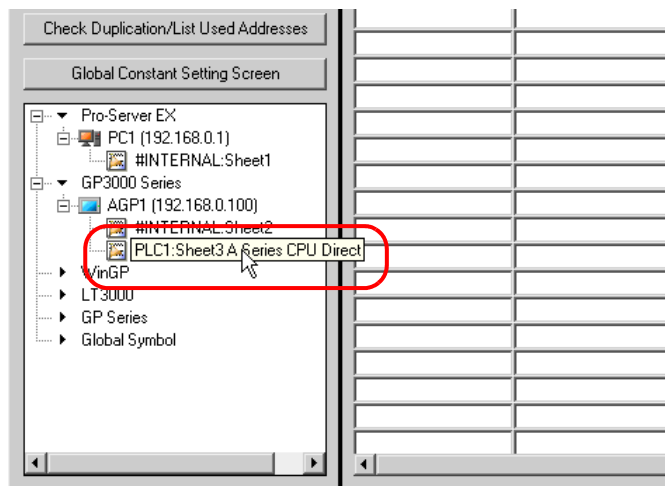 Check Duplication/List Used Addresses
Global Constant Setting Screen
Pro-Server EX
PC1 (192.168.0.1)
#INTERNAL:Sheet1
GP3000 Series
AGP1 (192.168.0.100)
#INTERNAL:Sheet2
PLC1:Sheet3 A Series CPU Direct
WinGP
LT3000
GP Series
Global Symbol